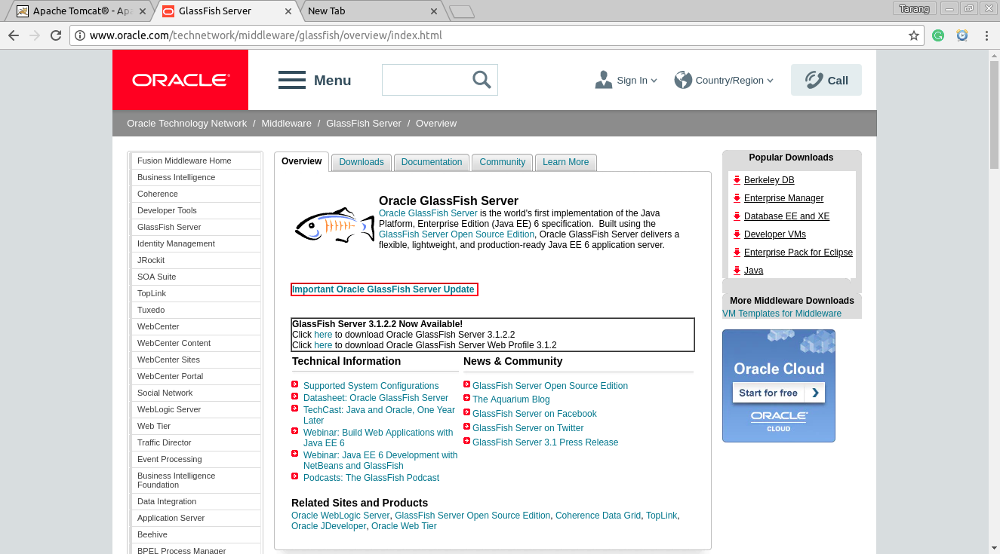 Apache Tomcat® - Apa
GlassFish Server
New Tab
Tarang
www.oracle.com/technetwork/middleware/glassfish/overview/index.html
ORACLE
Menu
Sign In
Country/Region
Call
Oracle Technology Network / Middleware / GlassFish Server / Overview
Fusion Middleware Home
Business Intelligence
Coherence
Developer Tools
GlassFish Server
Identity Management
JRockit
SOA Suite
TopLink
Tuxedo
WebCenter
WebCenter Content
WebCenter Sites
WebCenter Portal
Social Network
WebLogic Server
Web Tier
Traffic Director
Event Processing
Business Intelligence
Foundation
Data Integration
Application Server
Beehive
BPEL Process Manager
Overview
Downloads
Documentation
Community
Learn More
Oracle GlassFish Server
Oracle GlassFish Server is the world's first implementation of the Java
Platform, Enterprise Edition (Java EE) 6 specification. Built using the
GlassFish Server Open Source Edition, Oracle GlassFish Server delivers a
flexible, lightweight, and production-ready Java EE 6 application server.
Important Oracle GlassFish Server Update
GlassFish Server 3.1.2.2 Now Available!
Click here to download Oracle GlassFish Server 3.1.2.2
Click here to download Oracle GlassFish Server Web Profile 3.1.2
Technical Information
Supported System Configurations
Datasheet: Oracle GlassFish Server
TechCast: Java and Oracle, One Year
Later
Webinar: Build Web Applications with
Java EE 6
Webinar: Java EE 6 Development with
NetBeans and GlassFish
Podcasts: The GlassFish Podcast
News & Community
GlassFish Server Open Source Edition
The Aquarium Blog
GlassFish Server on Facebook
GlassFish Server on Twitter
GlassFish Server 3.1 Press Release
Related Sites and Products
Oracle WebLogic Server, GlassFish Server Open Source Edition, Coherence Data Grid, TopLink,
Oracle JDeveloper, Oracle Web Tier
Popular Downloads
Berkeley DB
Enterprise Manager
Database EE and XE
Developer VMs
Enterprise Pack for Eclipse
Java
More Middleware Downloads
VM Templates for Middleware
Oracle Cloud
Start for free
ORACLE
CLOUD